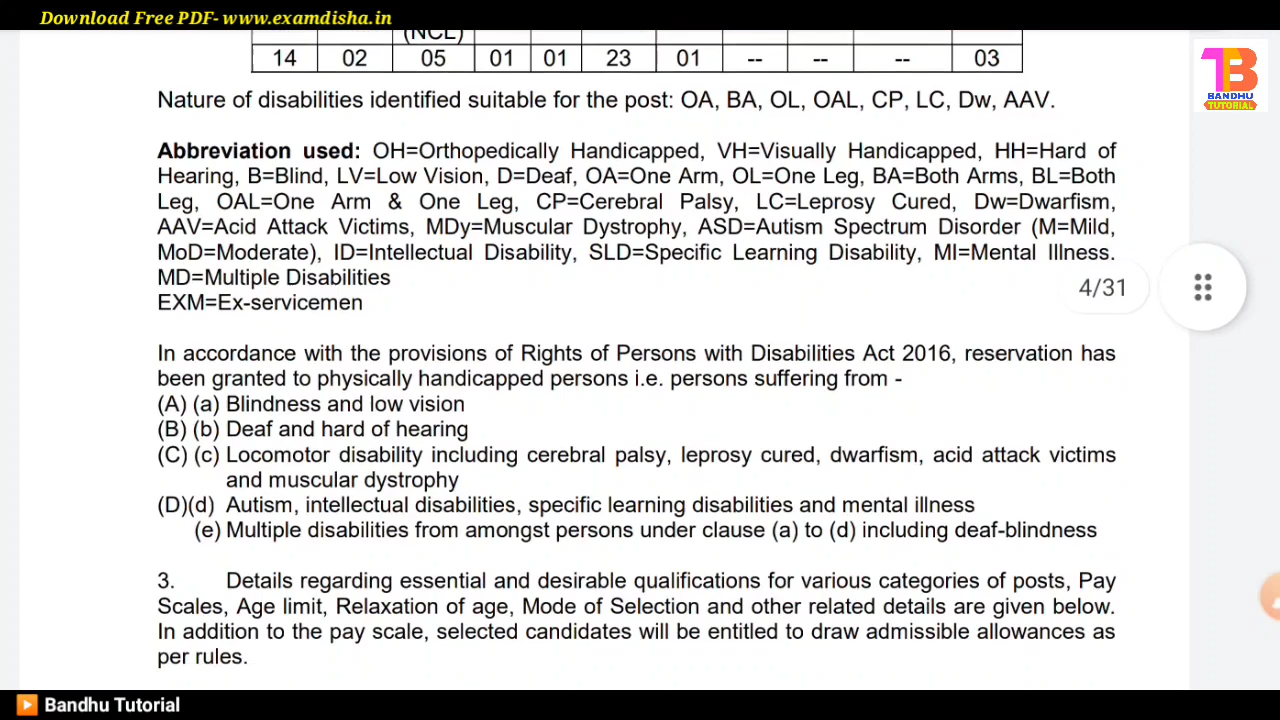 Download Free PDF- www.examdisha.in
(NCL)
14 02 05 01 01 23 01 -- -- -- 03
TB
BANDHU
TUTORIAL
Nature of disabilities identified suitable for the post: OA, BA, OL, OAL, CP, LC, Dw, AAV.
Abbreviation used: OH=Orthopedically Handicapped, VH=Visually Handicapped, HH=Hard of
Hearing, B=Blind, LV=Low Vision, D=Deaf, OA=One Arm, OL=One Leg, BA=Both Arms, BL=Both
Leg, OAL=One Arm & One Leg, CP=Cerebral Palsy, LC=Leprosy Cured, Dw=Dwarfism,
AAV=Acid Attack Victims, MDy=Muscular Dystrophy, ASD=Autism Spectrum Disorder (M=Mild,
MoD=Moderate), ID=Intellectual Disability, SLD=Specific Learning Disability, MI=Mental Illness.
MD=Multiple Disabilities
EXM=Ex-servicemen
4/31
In accordance with the provisions of Rights of Persons with Disabilities Act 2016, reservation has
been granted to physically handicapped persons i.e. persons suffering from -
(A) (a) Blindness and low vision
(B) (b) Deaf and hard of hearing
(C) (c) Locomotor disability including cerebral palsy, leprosy cured, dwarfism, acid attack victims
and muscular dystrophy
(D)(d) Autism, intellectual disabilities, specific learning disabilities and mental illness
(e) Multiple disabilities from amongst persons under clause (a) to (d) including deaf-blindness
3. Details regarding essential and desirable qualifications for various categories of posts, Pay
Scales, Age limit, Relaxation of age, Mode of Selection and other related details are given below.
In addition to the pay scale, selected candidates will be entitled to draw admissible allowances as
per rules.
Bandhu Tutorial